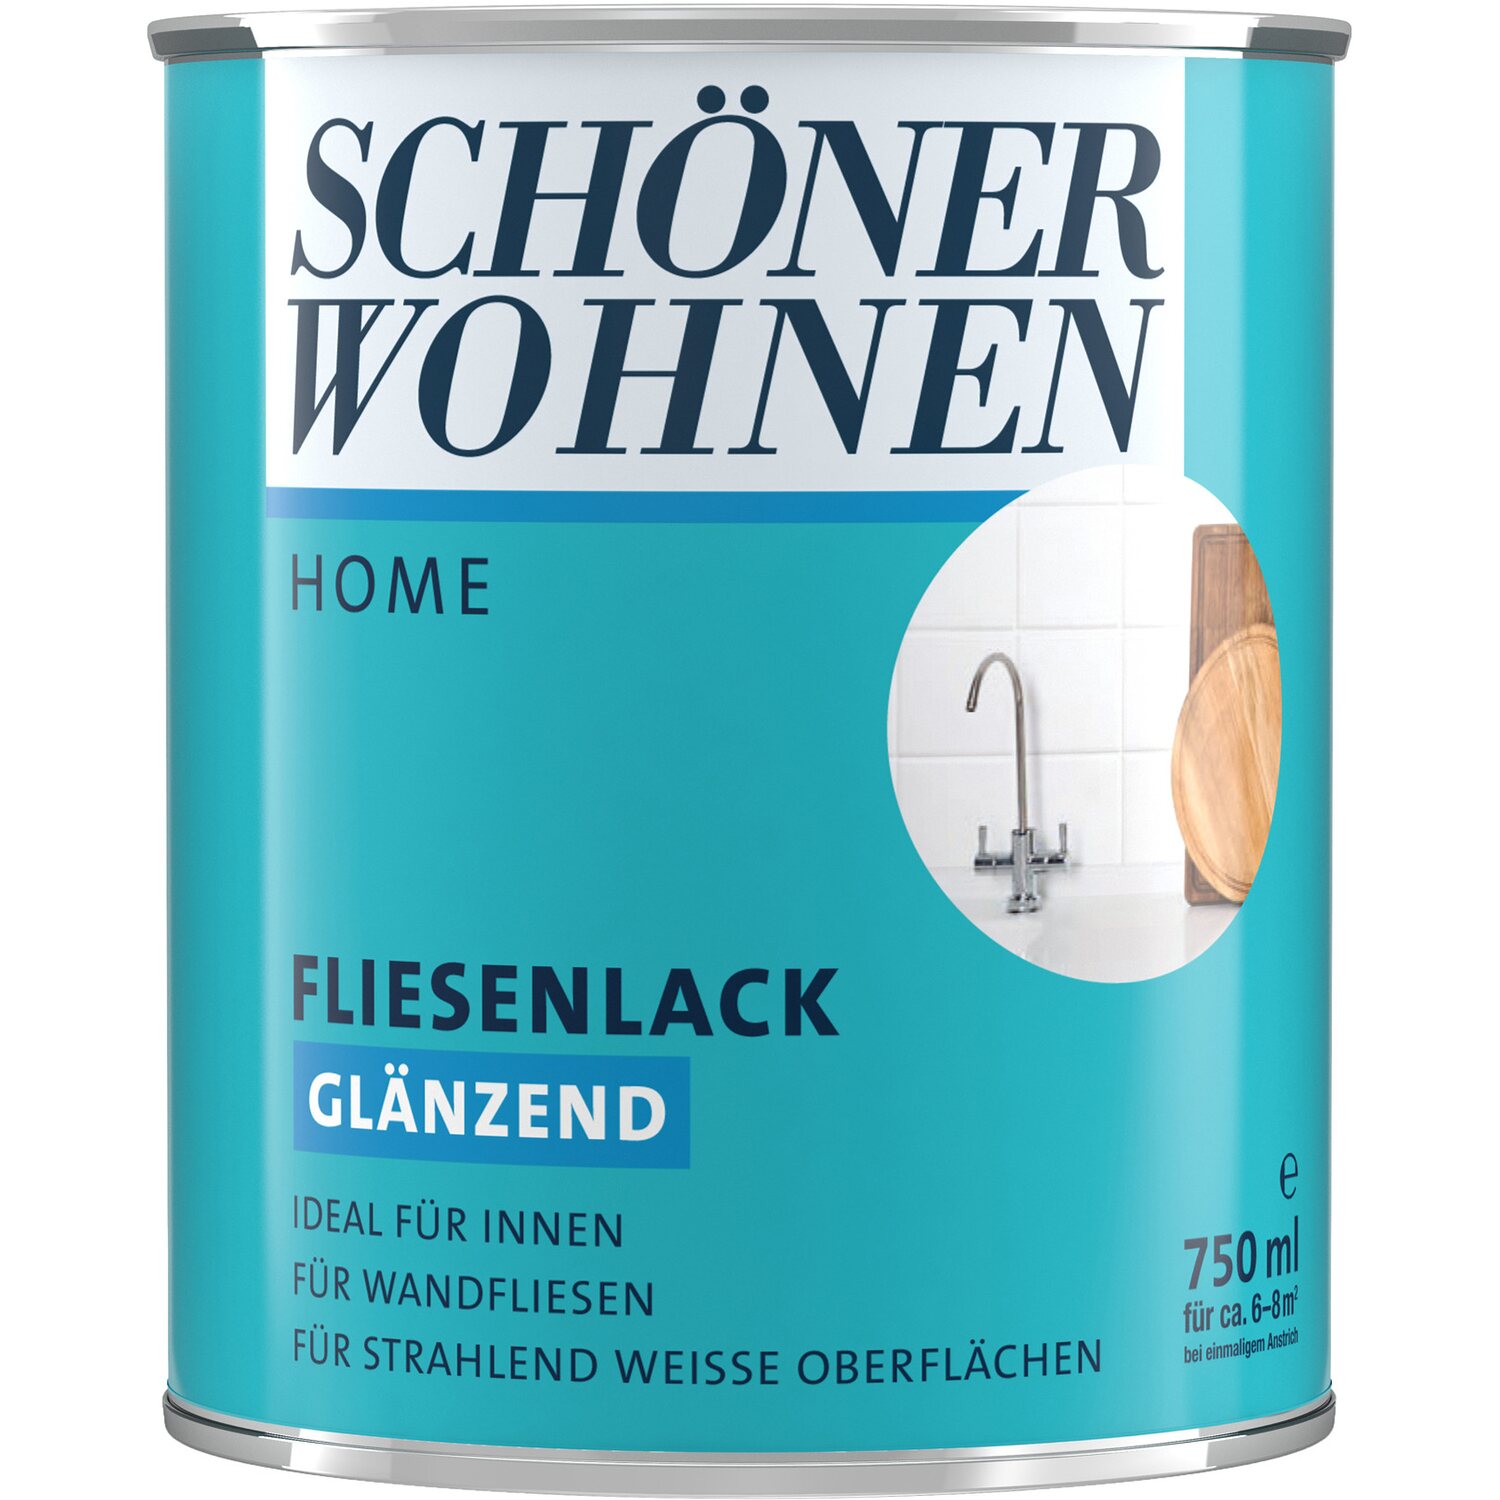 SCHÖNER
WOHNEN
HOME
FLIESENLACK
GLÄNZEND
IDEAL FÜR INNEN
FÜR WANDFLIESEN
FÜR STRAHLEND WEISSE OBERFLÄCHEN
℮
750 ml
für ca. 6–8 m²
bei einmaligem Anstrich